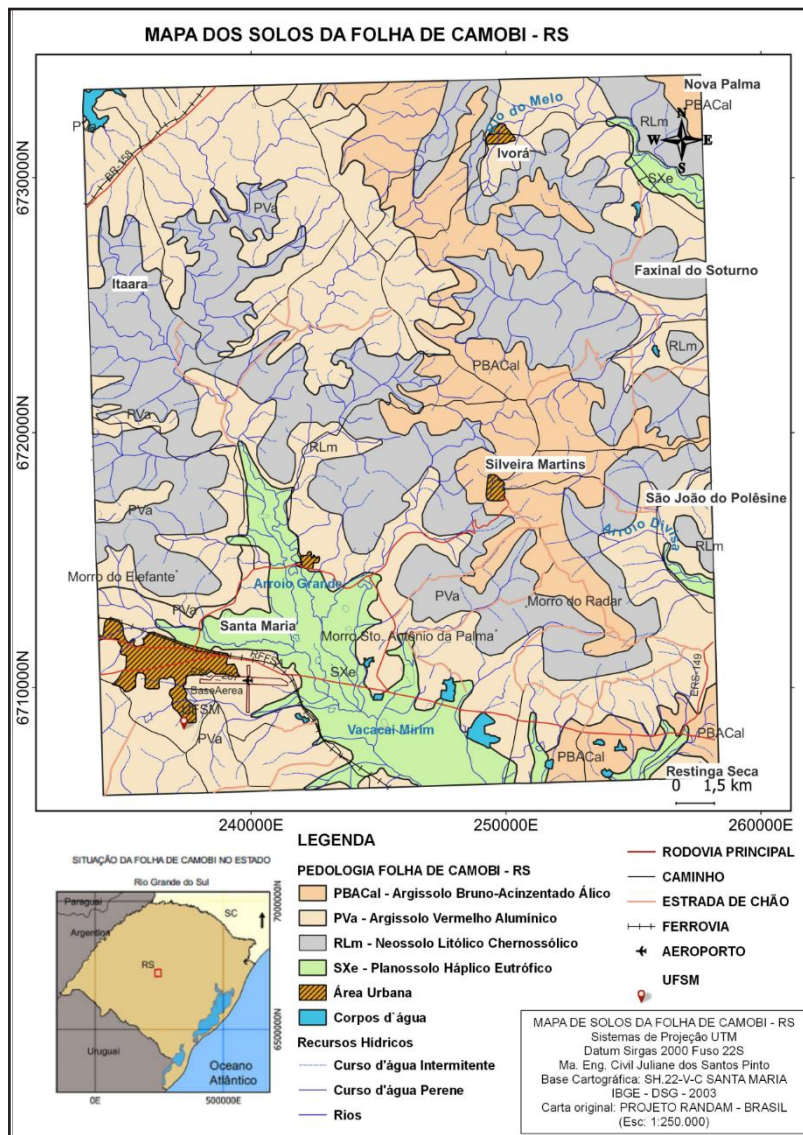 MAPA DOS SOLOS DA FOLHA DE CAMOBI - RS
Nova Palma
PBACal
PVa
Rio do Melo
RLm
N
W E
S
BR-158
Ivorá
6730000N
SXe
PVa
Itaara
Faxinal do Soturno
PBACal
RLm
PVa
6720000N
RLm
Silveira Martins
PVa
São João do Polêsine
Arroio Divisa
RLm
Morro do Elefante
Arroio Grande
PVa
PVa
Morro do Radar
Santa Maria
Morro Sto. Antônio da Palma
RFFSA
SXe
ERS-149
6710000N
BaseAerea
UFSM
Vacacai Mirim
PVa
PBACal
PBACal
Restinga Seca
0 1,5 km
240000E 250000E 260000E
LEGENDA
PEDOLOGIA FOLHA DE CAMOBI - RS
PBACal - Argissolo Bruno-Acinzentado Álico
PVa - Argissolo Vermelho Alumínico
RLm - Neossolo Litólico Chernossólico
SXe - Planossolo Háplico Eutrófico
Área Urbana
Corpos d`água
Recursos Hídricos
Curso d'água Intermitente
Curso d'água Perene
Rios
RODOVIA PRINCIPAL
CAMINHO
ESTRADA DE CHÃO
FERROVIA
AEROPORTO
UFSM
SITUAÇÃO DA FOLHA DE CAMOBI NO ESTADO
Rio Grande do Sul
Paraguai
SC
Argentina
RS
Uruguai
Oceano
Atlântico
7000000N
6500000N
0E 500000E
MAPA DE SOLOS DA FOLHA DE CAMOBI - RS
Sistemas de Projeção UTM
Datum Sirgas 2000 Fuso 22S
Ma. Eng. Civil Juliane dos Santos Pinto
Base Cartográfica: SH.22-V-C SANTA MARIA
IBGE - DSG - 2003
Carta original: PROJETO RANDAM - BRASIL
(Esc: 1:250.000)